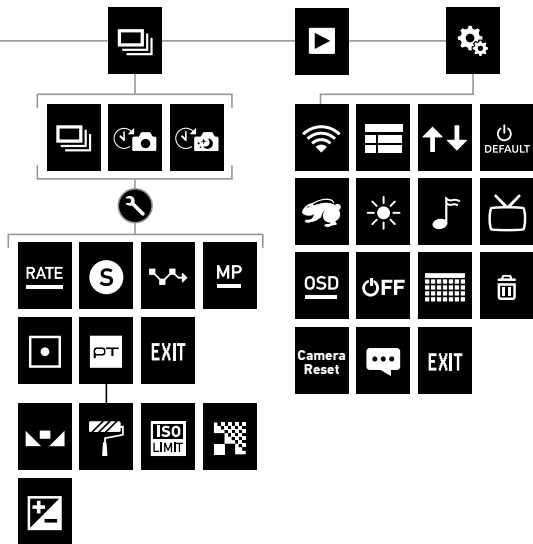 DEFAULT
RATE
S
MP
PT
EXIT
ISO
LIMIT
OSD
OFF
Camera
Reset
EXIT